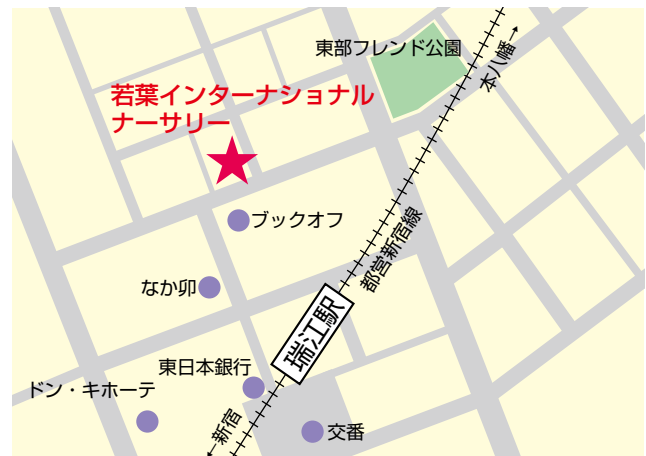 東部フレンド公園
本八幡→
若葉インターナショナル
ナーサリー
ブックオフ
都営新宿線
なか卯
瑞江駅
東日本銀行
ドン・キホーテ
←新宿
交番